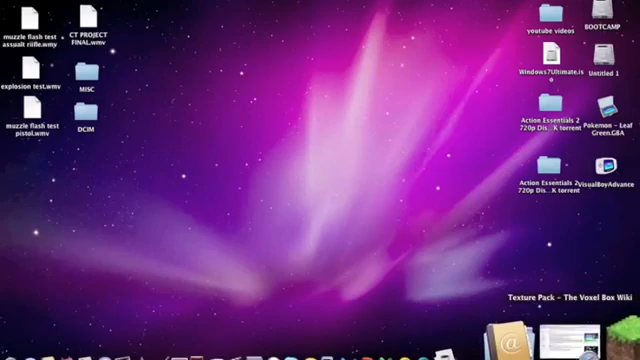 muzzle flash test
assualt riifle.wmv
CT PROJECT
FINAL.wmv
explosion test.wmv
MISC
muzzle flash test
pistol.wmv
DCIM
youtube videos
BOOTCAMP
Windows7Ultimate.is
o
Untitled 1
Action Essentials 2
720p Dis...K torrent
Pokemon - Leaf
Green.GBA
Action Essentials 2
720p Dis...K torrent
VisualBoyAdvance
Texture Pack – The Voxel Box Wiki
@